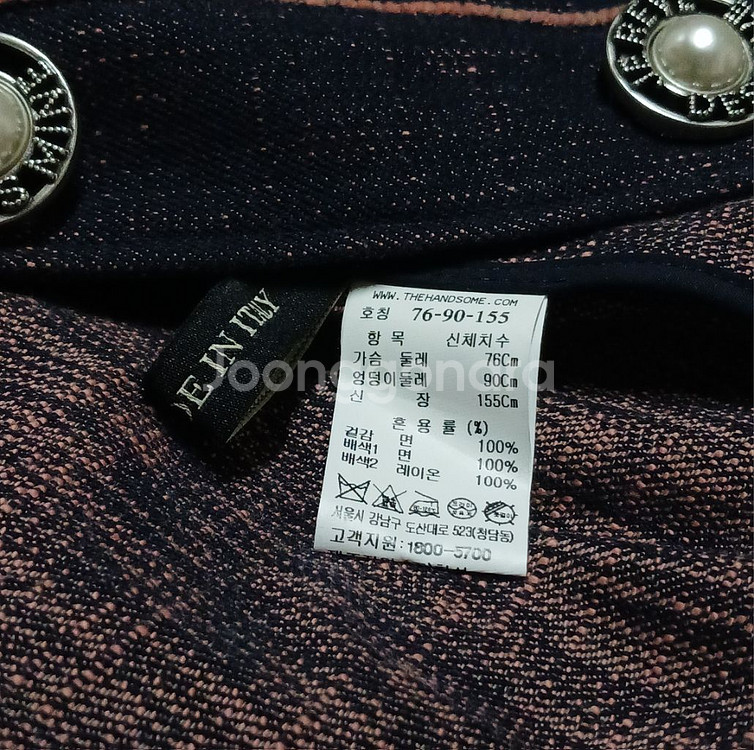 WWW.THEHANDSOME.COM
호칭 76-90-155
항 목 신체치수
가슴 둘레 76Cm
엉덩이둘레 90Cm
신 장 155Cm
혼 용 률 (%)
겉감 면 100%
배색1 면 100%
배색2 레이온 100%
서울시 강남구 도산대로 523(청담동)
고객지원:1800-5700
E IN ITALY
Joonggonara